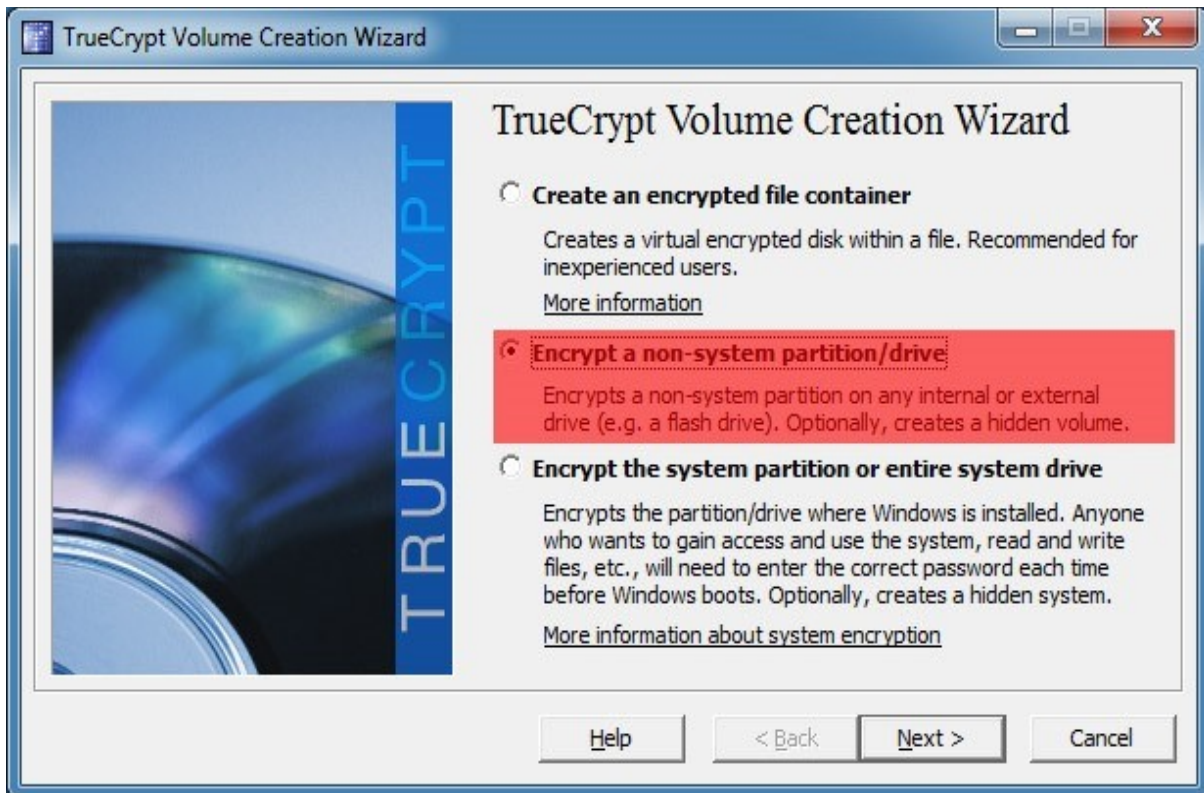 TrueCrypt Volume Creation Wizard
TRUECRYPT
TrueCrypt Volume Creation Wizard
Create an encrypted file container
Creates a virtual encrypted disk within a file. Recommended for
inexperienced users.
More information
Encrypt a non-system partition/drive
Encrypts a non-system partition on any internal or external
drive (e.g. a flash drive). Optionally, creates a hidden volume.
Encrypt the system partition or entire system drive
Encrypts the partition/drive where Windows is installed. Anyone
who wants to gain access and use the system, read and write
files, etc., will need to enter the correct password each time
before Windows boots. Optionally, creates a hidden system.
More information about system encryption
Help
< Back
Next >
Cancel